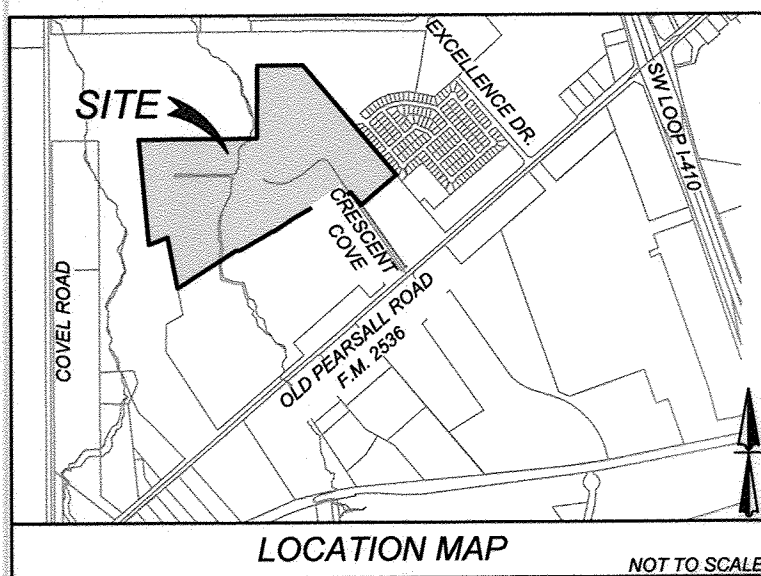 SITE
EXCELLENCE DR.
SW LOOP I-410
CRESCENT
COVE
COVEL ROAD
OLD PEARSALL ROAD
F.M. 2536
LOCATION MAP
NOT TO SCALE